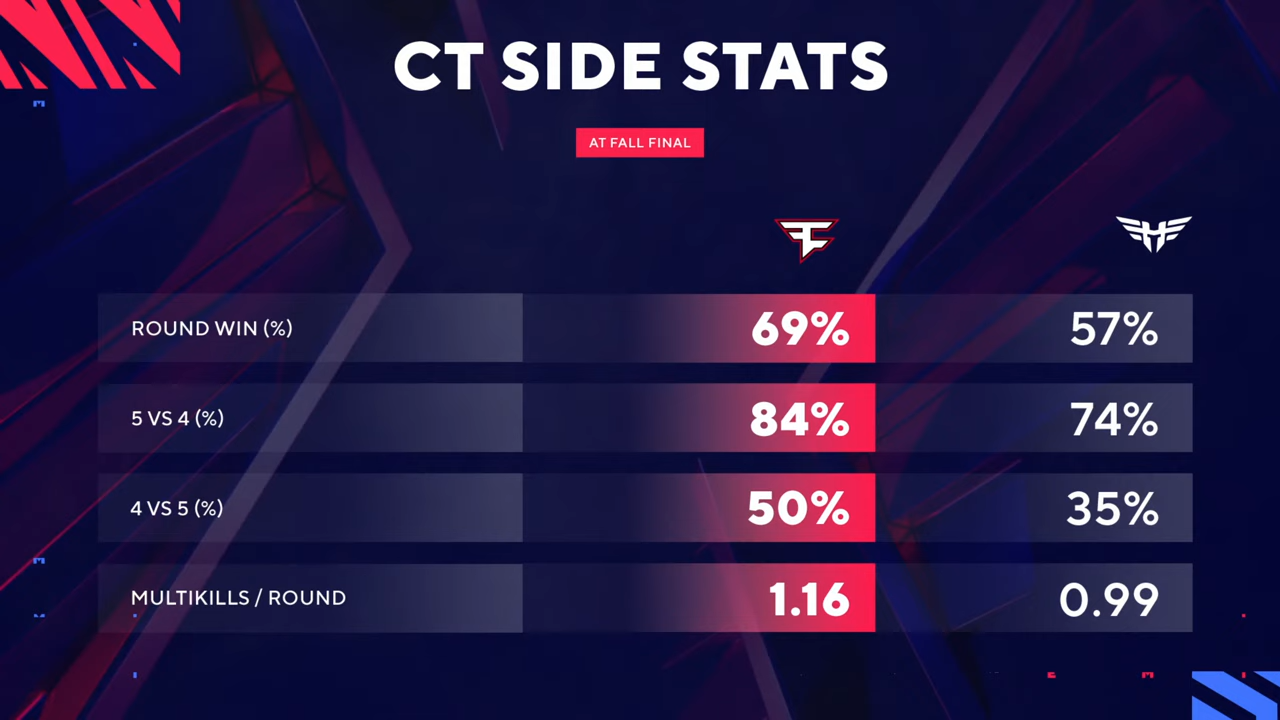 CT SIDE STATS
AT FALL FINAL
ROUND WIN (%) 69% 57%
5 VS 4 (%) 84% 74%
4 VS 5 (%) 50% 35%
MULTIKILLS / ROUND 1.16 0.99